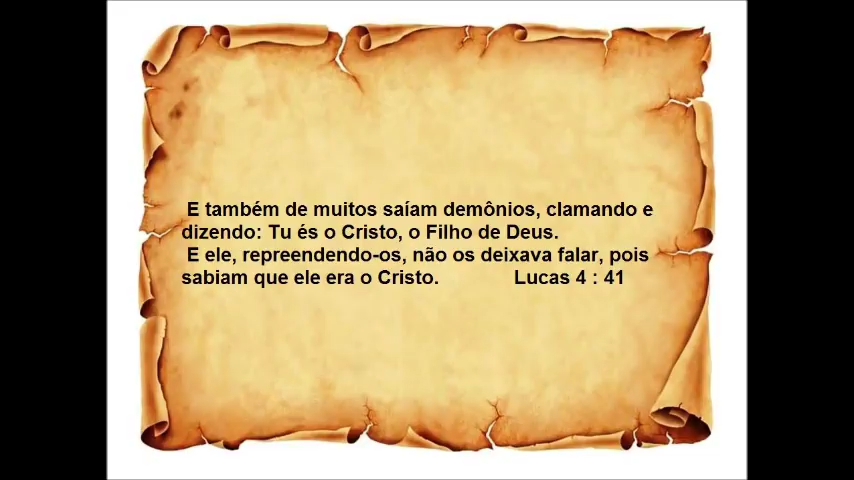 E também de muitos saíam demônios, clamando e
dizendo: Tu és o Cristo, o Filho de Deus.
E ele, repreendendo-os, não os deixava falar, pois
sabiam que ele era o Cristo. Lucas 4 : 41